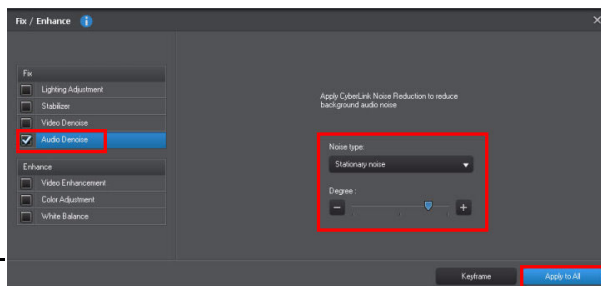 Fix / Enhance
Fix
Lighting Adjustment
Stabilizer
Video Denoise
Audio Denoise
Enhance
Video Enhancement
Color Adjustment
White Balance
Apply CyberLink Noise Reduction to reduce
background audio noise
Noise type:
Stationary noise
Degree :
Keyframe
Apply to All